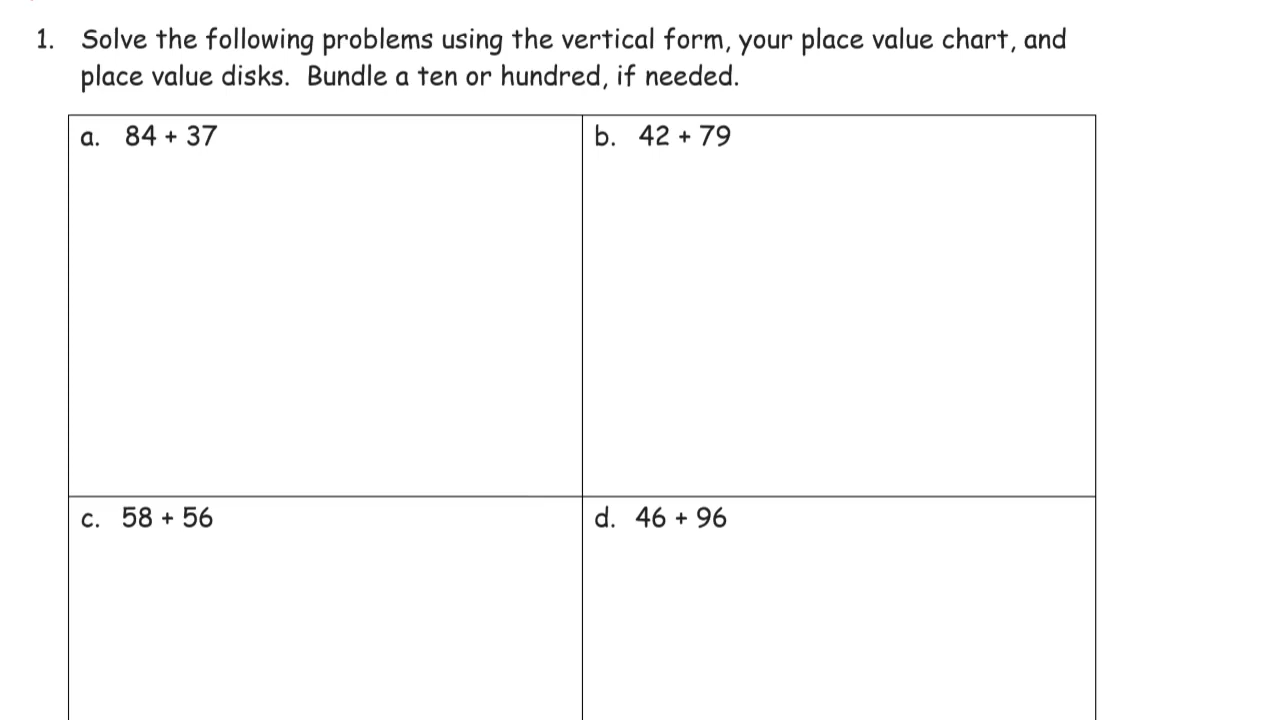 1. Solve the following problems using the vertical form, your place value chart, and
place value disks. Bundle a ten or hundred, if needed.
a. 84 + 37
b. 42 + 79
c. 58 + 56
d. 46 + 96